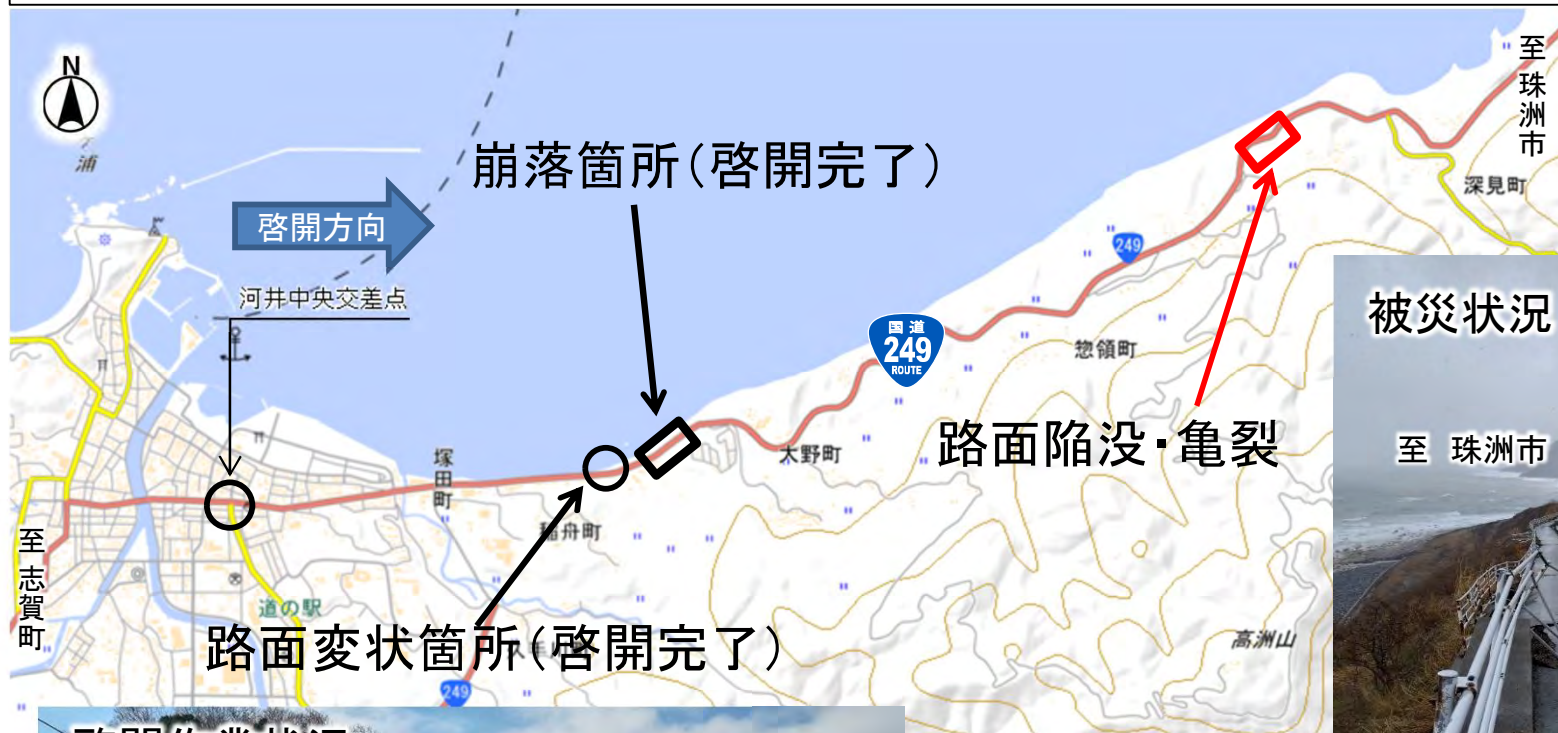 N
浦
啓開方向
河井中央交差点
崩落箇所(啓開完了)
至珠洲市
深見町
249
国道
249
ROUTE
惣領町
被災状況
至 珠洲市
路面陥没・亀裂
大野町
塚田町
稲舟町
至志賀町
道の駅
路面変状箇所(啓開完了)
高洲山
249